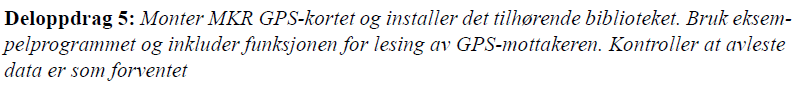 Deloppdrag 5: Monter MKR GPS-kortet og installer det tilhørende biblioteket. Bruk eksem-
pelprogrammet og inkluder funksjonen for lesing av GPS-mottakeren. Kontroller at avleste
data er som forventet